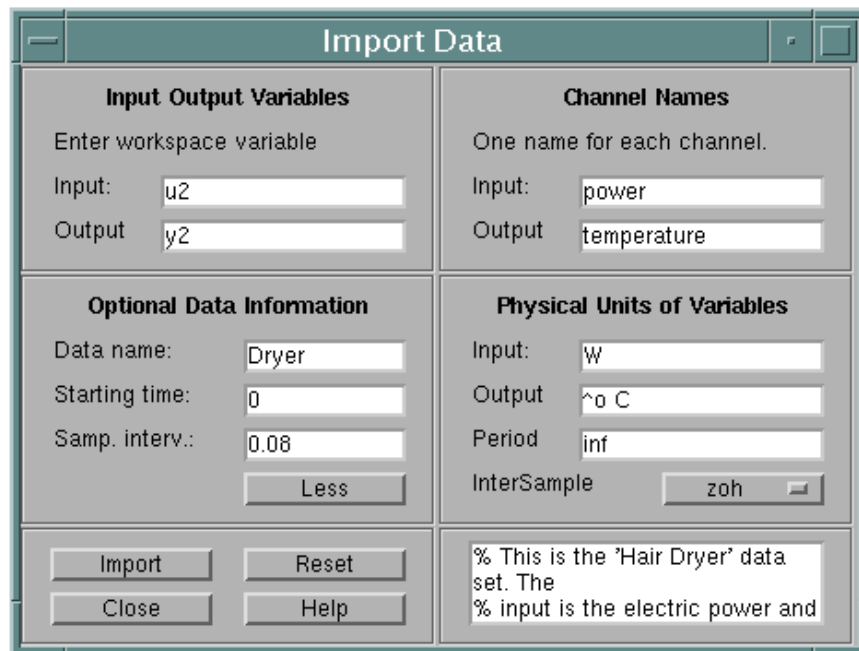 Import Data
Input Output Variables
Enter workspace variable
Input: u2
Output y2
Channel Names
One name for each channel.
Input: power
Output temperature
Optional Data Information
Data name: Dryer
Starting time: 0
Samp. interv.: 0.08
Less
Physical Units of Variables
Input: W
Output ^o C
Period inf
InterSample zoh
Import Reset
Close Help
% This is the 'Hair Dryer' data
set. The
% input is the electric power and